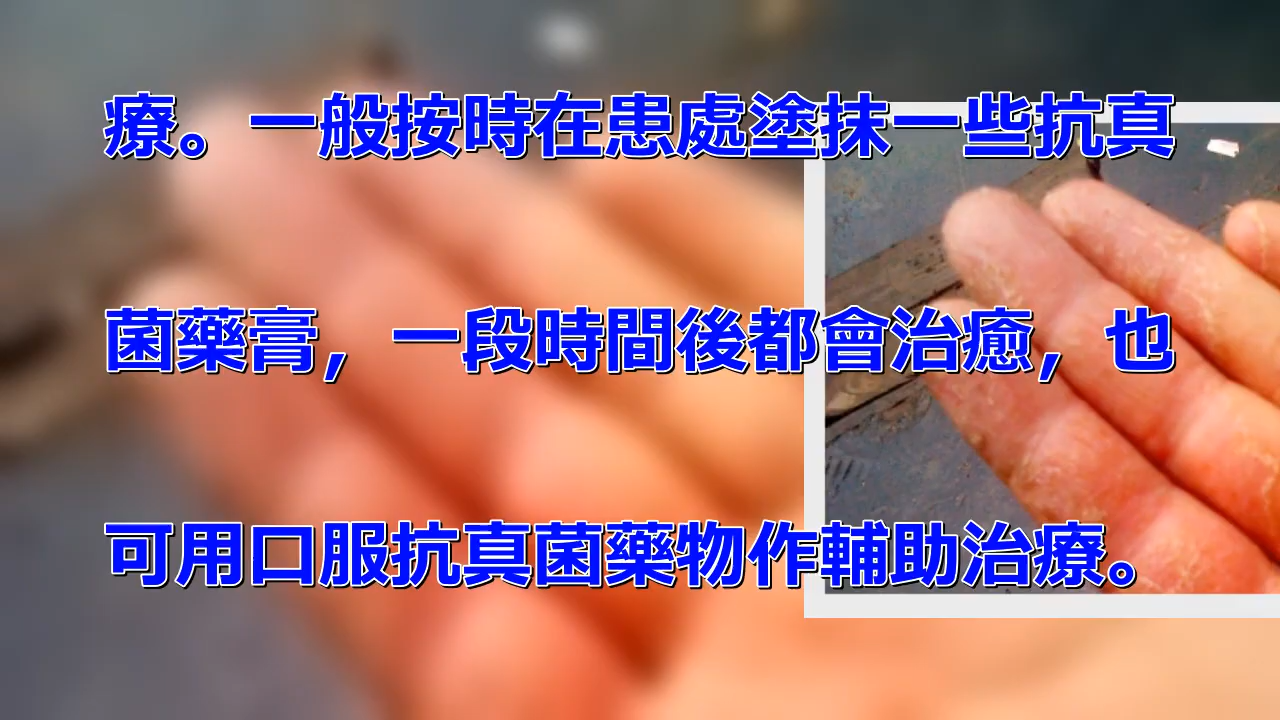 療。一般按時在患處塗抹一些抗真
菌藥膏，一段時間後都會治癒，也
可用口服抗真菌藥物作輔助治療。